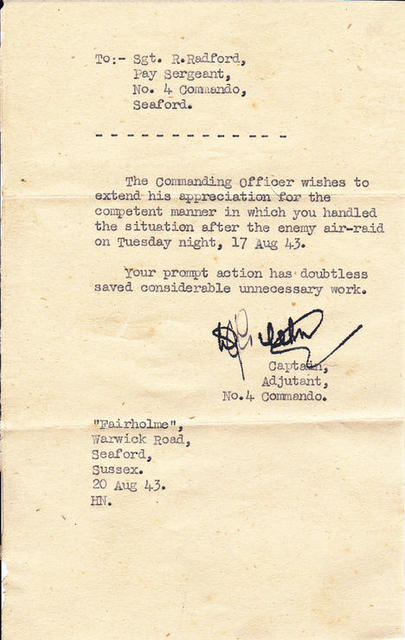 To:- Sgt. R.Radford,
Pay Sergeant,
No. 4 Commando,
Seaford.
- - - - - - - - - - - - - -
The Commanding Officer wishes to
extend his appreciation for the
competent manner in which you handled
the situation after the enemy air-raid
on Tuesday night, 17 Aug 43.
Your prompt action has doubtless
saved considerable unnecessary work.
Captain,
Adjutant,
No.4 Commando.
"Fairholme",
Warwick Road,
Seaford,
Sussex.
20 Aug 43.
HN.